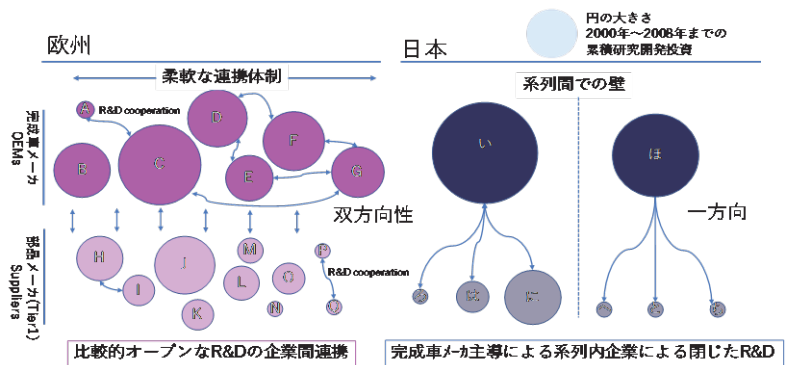 円の大きさ
2000年～2008年までの
累積研究開発投資
欧州
日本
柔軟な連携体制
系列間での壁
完成車メーカ
OEMs
A
R&D cooperation
B
C
D
E
F
G
い
ほ
双方向性
一方向
部品メーカ(Tier1)
Suppliers
H
I
J
K
L
M
N
O
P
R&D cooperation
は
に
比較的オープンなR&Dの企業間連携
完成車メーカ主導による系列内企業による閉じたR&D